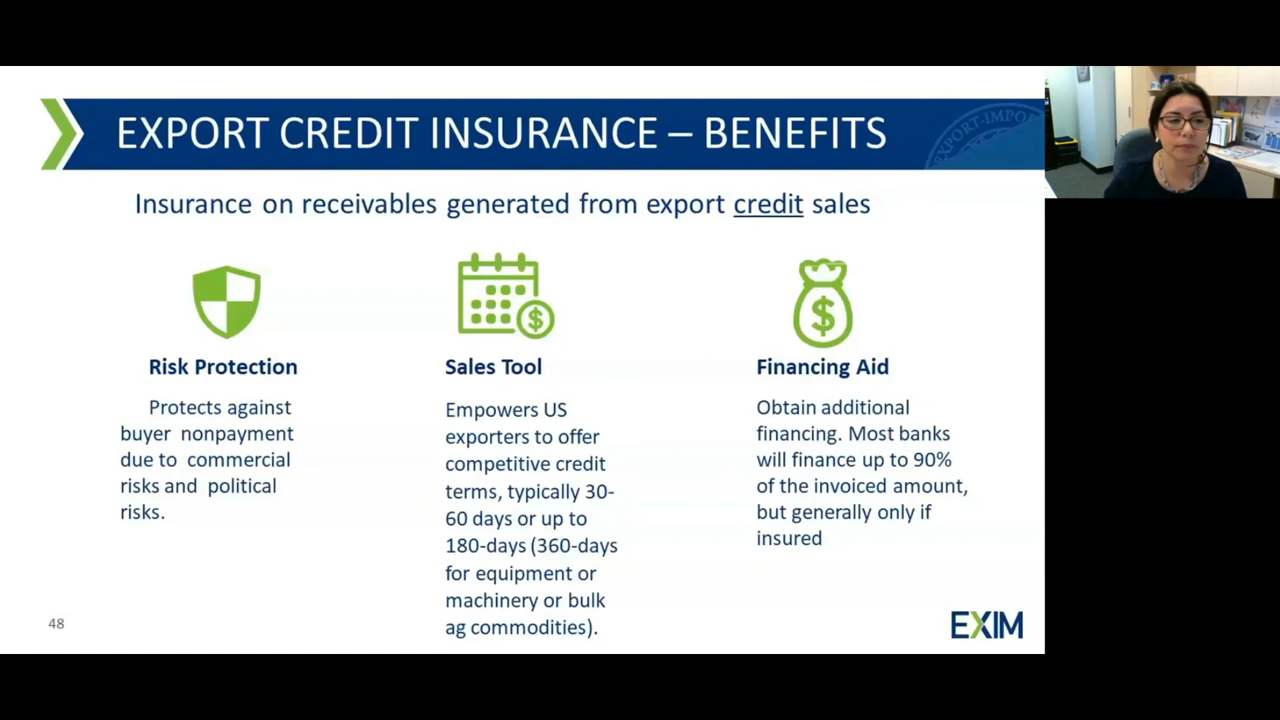 EXPORT CREDIT INSURANCE – BENEFITS
EXPORT-IMPO
Insurance on receivables generated from export credit sales
Risk Protection
Protects against
buyer nonpayment
due to commercial
risks and political
risks.
Sales Tool
Empowers US
exporters to offer
competitive credit
terms, typically 30-
60 days or up to
180-days (360-days
for equipment or
machinery or bulk
ag commodities).
Financing Aid
Obtain additional
financing. Most banks
will finance up to 90%
of the invoiced amount,
but generally only if
insured
48
EXIM